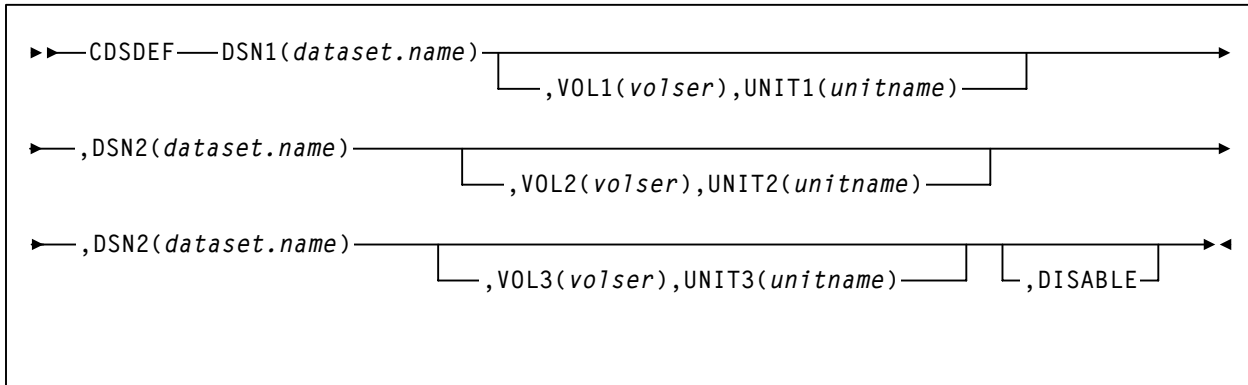 CDSDEF DSN1(dataset.name)
,VOL1(volser),UNIT1(unitname)
,DSN2(dataset.name)
,VOL2(volser),UNIT2(unitname)
,DSN2(dataset.name)
,VOL3(volser),UNIT3(unitname) ,DISABLE